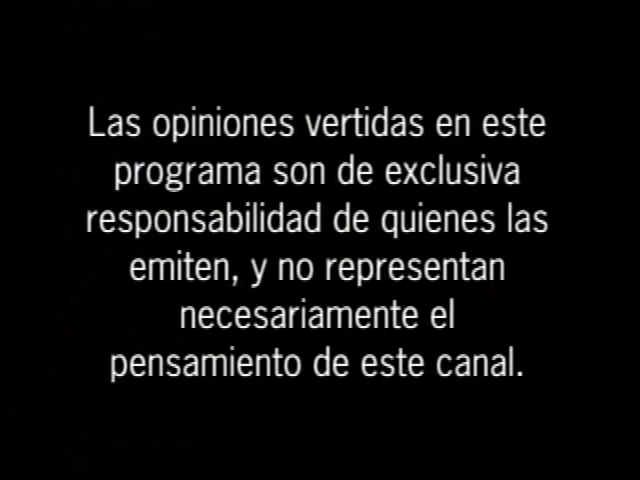 Las opiniones vertidas en este
programa son de exclusiva
responsabilidad de quienes las
emiten, y no representan
necesariamente el
pensamiento de este canal.